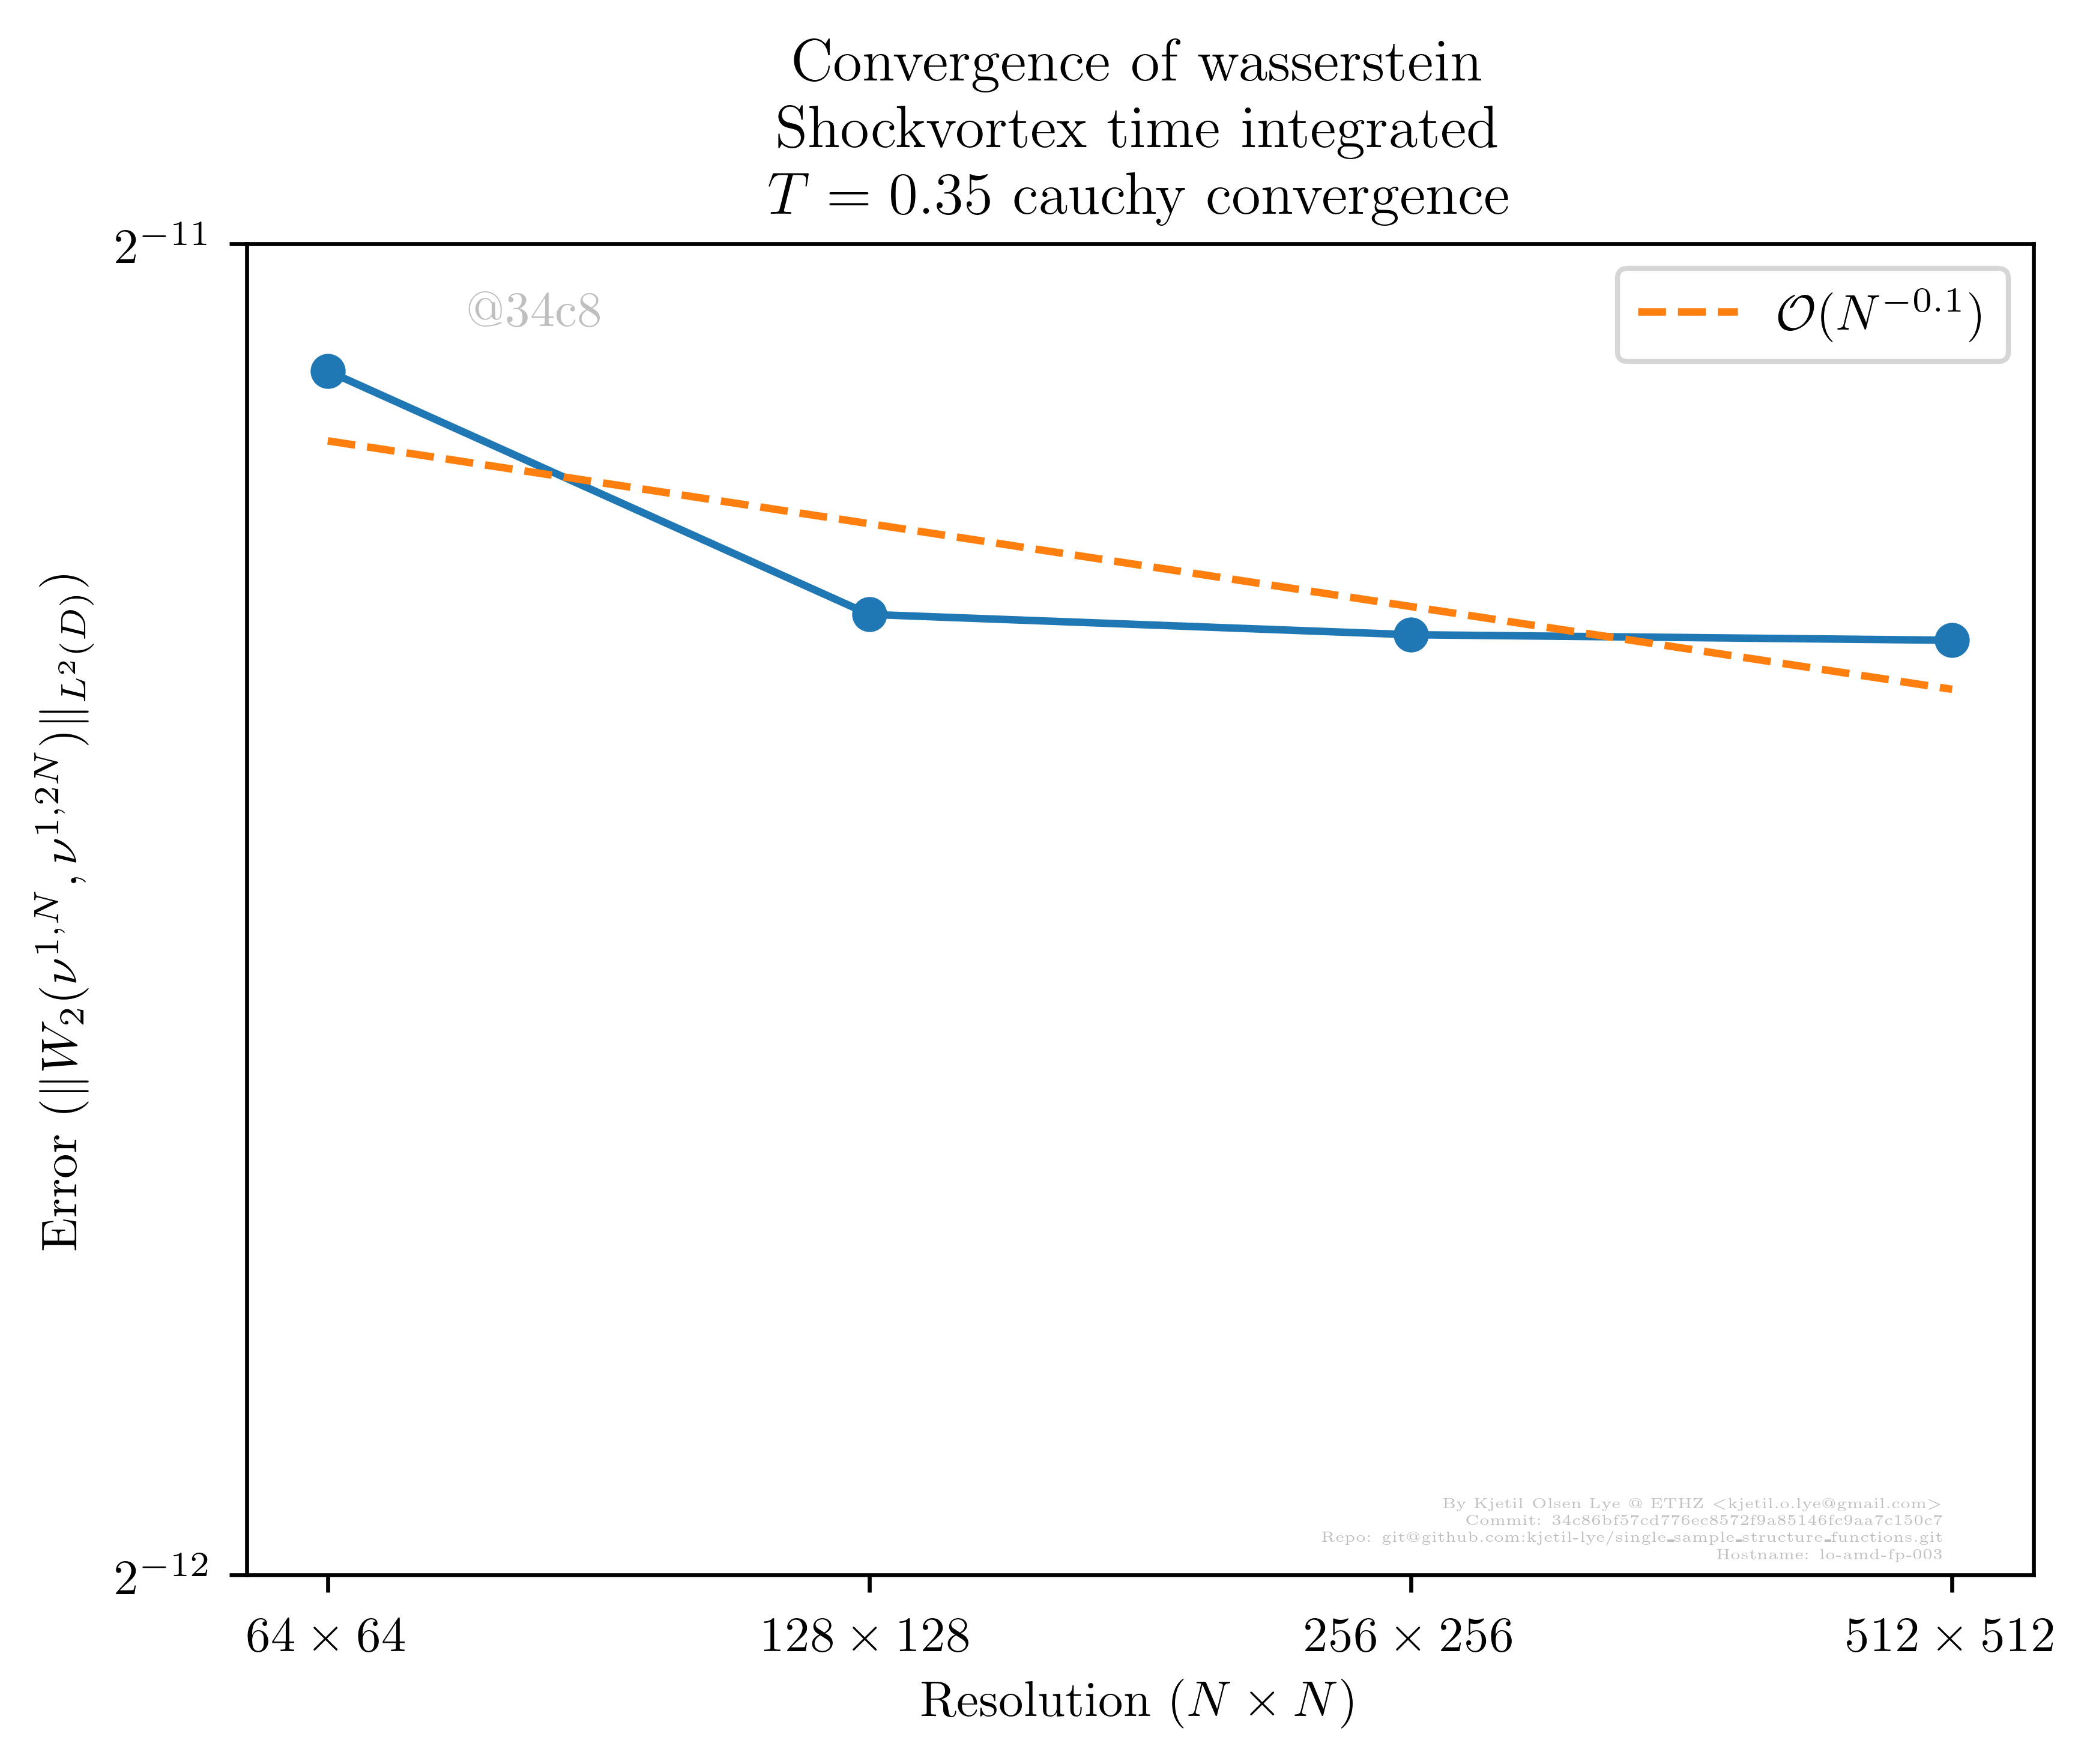 Convergence of wasserstein
Shockvortex time integrated
T = 0.35 cauchy convergence
2^{-11}
@34c8
𝒪(N^{-0.1})
Error (||W_2(ν^{1,N}, ν^{1,2N})||_{L^2(D)})
By Kjetil Olsen Lye @ ETHZ <kjetil.o.lye@gmail.com>
Commit: 34c86bf57cd776ec8572f9a85146fc9aa7c150c7
Repo: git@github.com:kjetil-lye/single_sample_structure_functions.git
Hostname: lo-amd-fp-003
2^{-12}
64 × 64 128 × 128 256 × 256 512 × 512
Resolution (N × N)